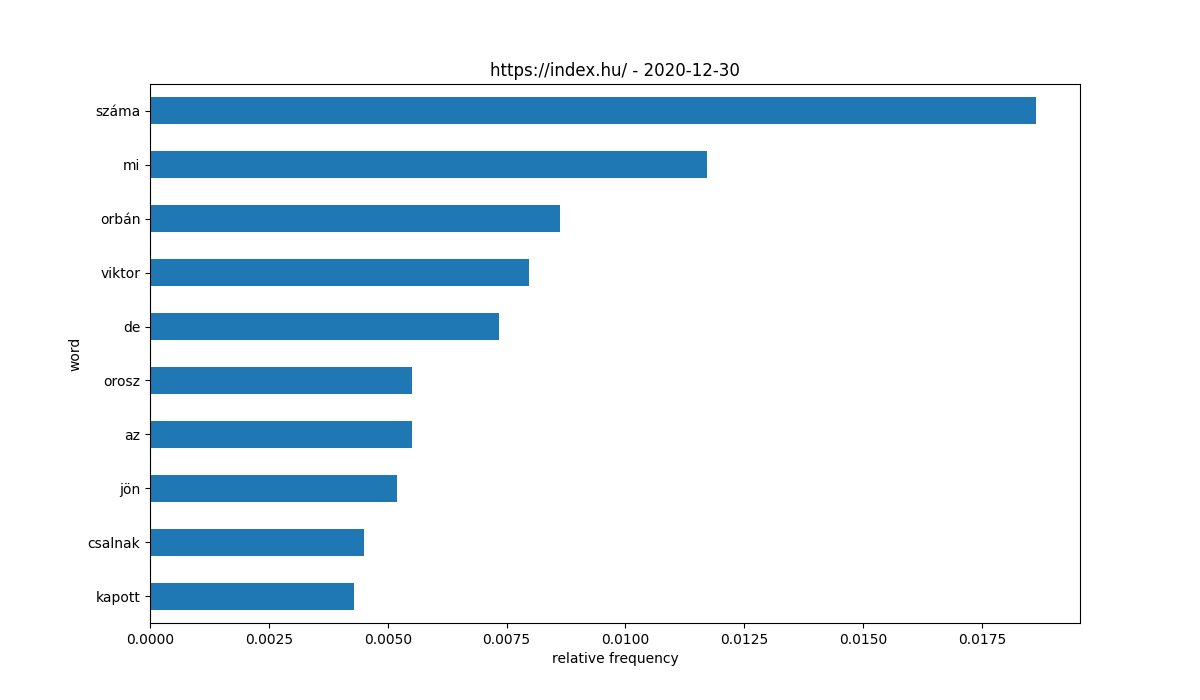 https://index.hu/ - 2020-12-30
száma
mi
orbán
viktor
de
orosz
az
jön
csalnak
kapott
word
0.0000 0.0025 0.0050 0.0075 0.0100 0.0125 0.0150 0.0175
relative frequency